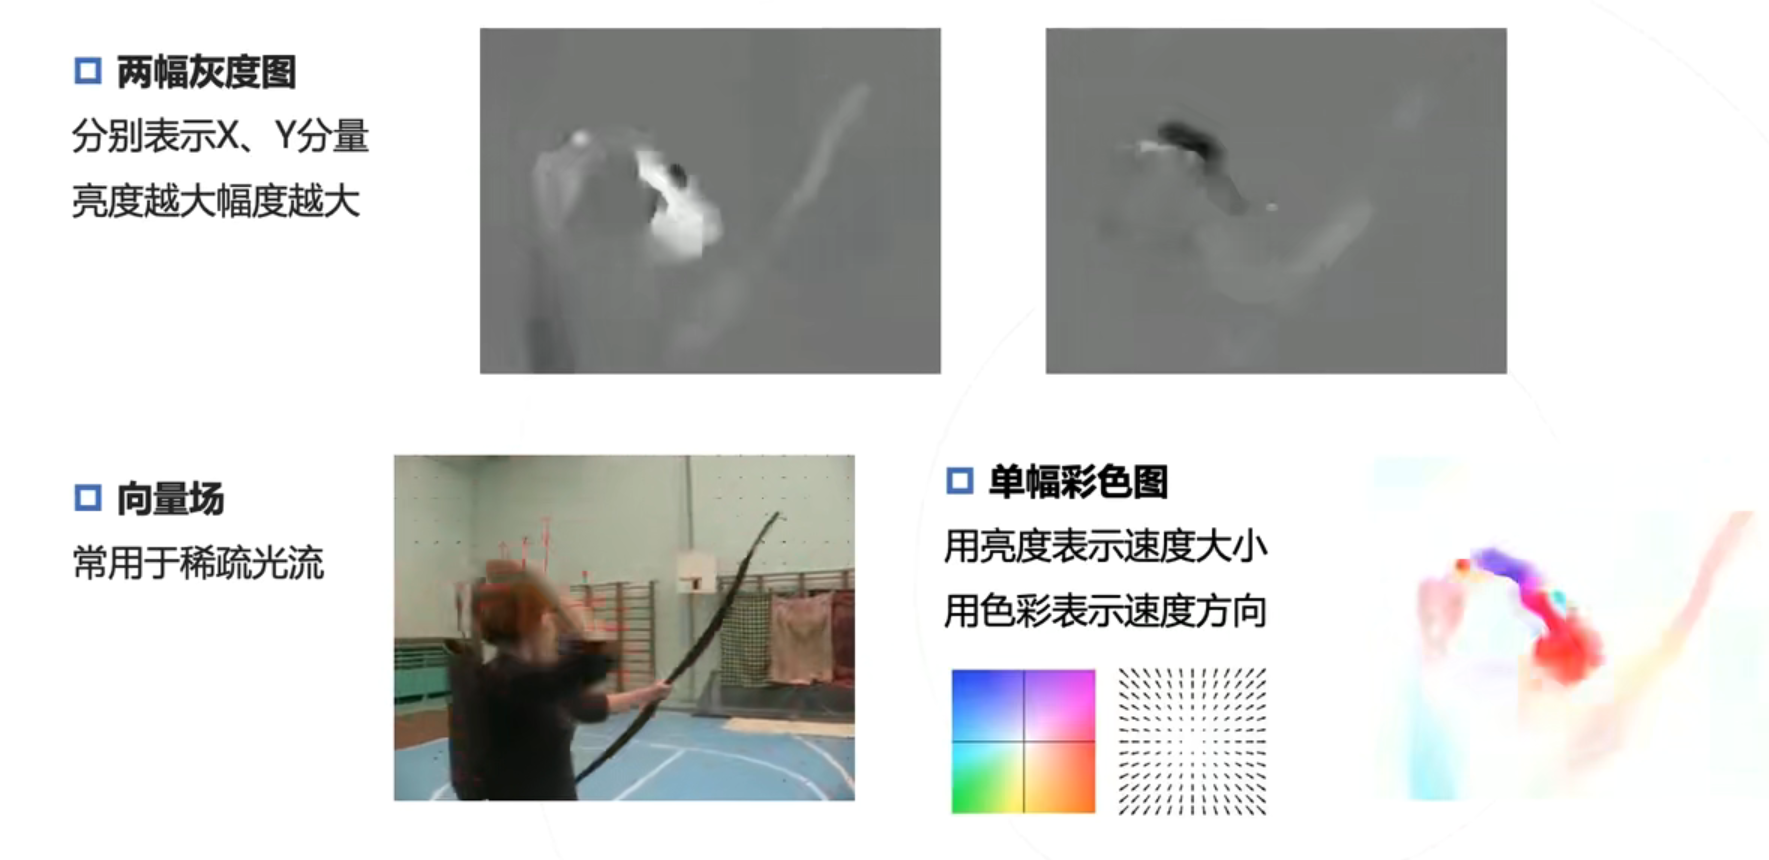 两幅灰度图
分别表示X、Y分量
亮度越大幅度越大
向量场
常用于稀疏光流
单幅彩色图
用亮度表示速度大小
用色彩表示速度方向